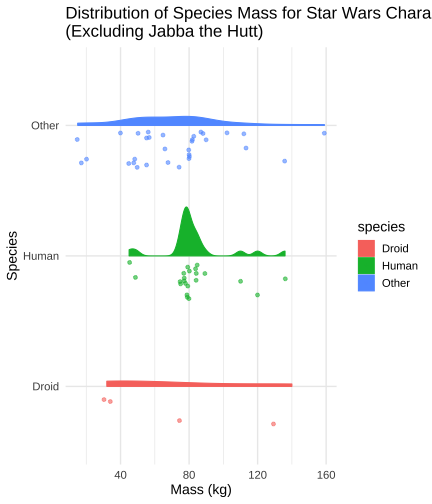 Distribution of Species Mass for Star Wars Chara
(Excluding Jabba the Hutt)
Other
Human
Droid
Species
40
80
120
160
Mass (kg)
species
Droid
Human
Other